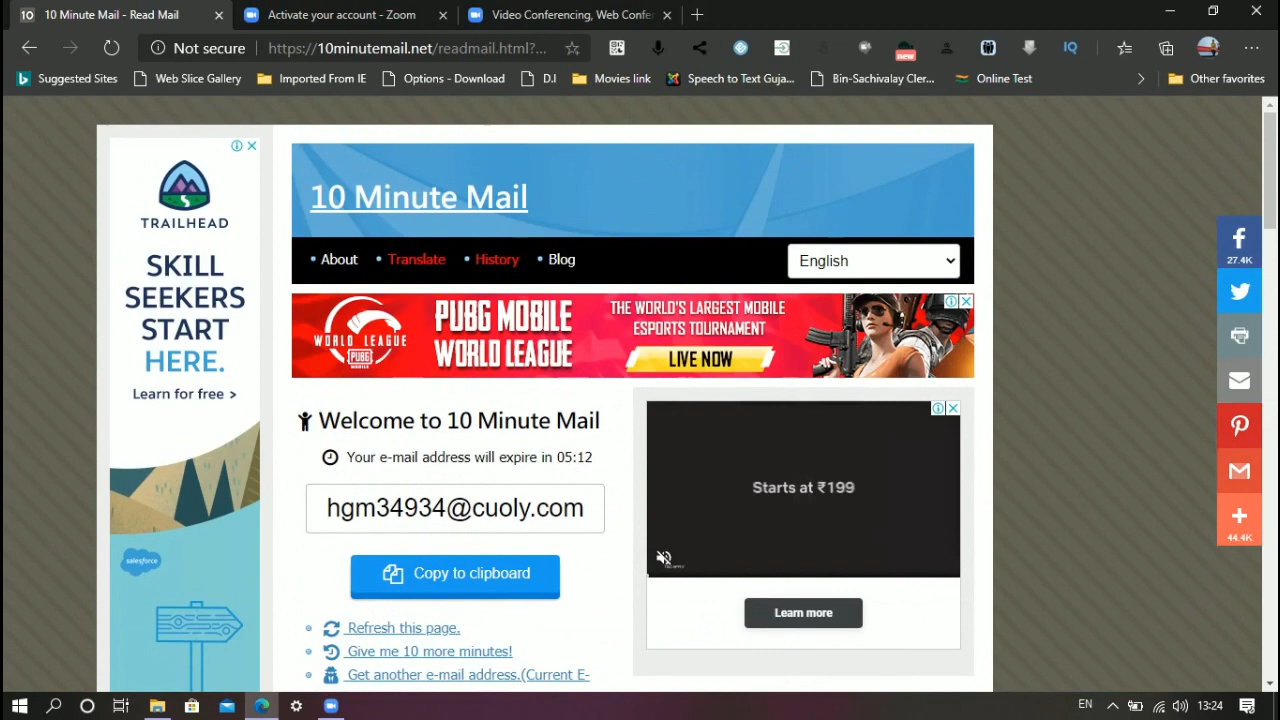 10 10 Minute Mail - Read Mail
Activate your account - Zoom
Video Conferencing, Web Confe
Not secure https://10minutemail.net/readmail.html?...
new
IQ
Suggested Sites Web Slice Gallery Imported From IE Options - Download D.I Movies link Speech to Text Guja... Bin-Sachivalay Cler... Online Test Other favorites
TRAILHEAD
SKILL
SEEKERS
START
HERE.
Learn for free >
salesforce
10 Minute Mail
• About • Translate • History • Blog
English
WORLD LEAGUE
PUBG
MOBILE
PUBG MOBILE
WORLD LEAGUE
THE WORLD'S LARGEST MOBILE
ESPORTS TOURNAMENT
LIVE NOW
Welcome to 10 Minute Mail
Your e-mail address will expire in 05:12
hgm34934@cuoly.com
Copy to clipboard
Refresh this page.
Give me 10 more minutes!
Get another e-mail address.(Current E-
Starts at ₹199
Learn more
27.4K
44.4K
EN 13:24